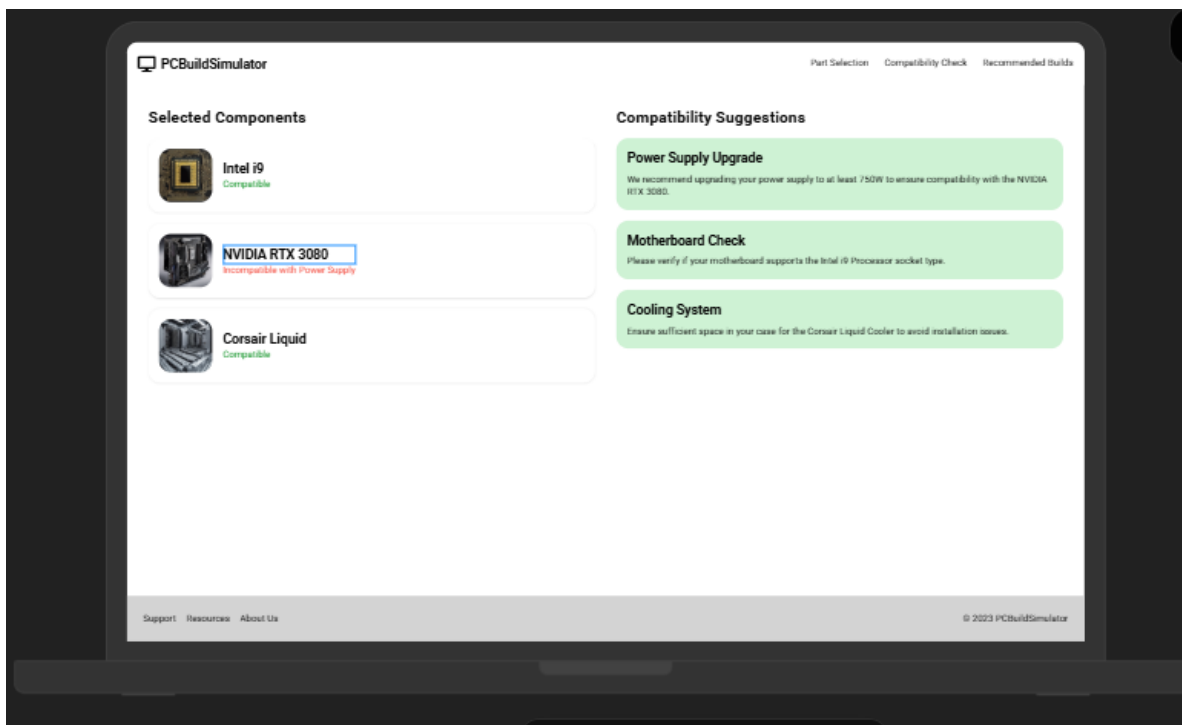 PCBuildSimulator
Part Selection Compatibility Check Recommended Builds
Selected Components
Intel i9
Compatible
NVIDIA RTX 3080
Incompatible with Power Supply
Corsair Liquid
Compatible
Compatibility Suggestions
Power Supply Upgrade
We recommend upgrading your power supply to at least 750W to ensure compatibility with the NVIDIA
RTX 3080.
Motherboard Check
Please verify if your motherboard supports the Intel i9 Processor socket type.
Cooling System
Ensure sufficient space in your case for the Corsair Liquid Cooler to avoid installation issues.
Support Resources About Us
© 2023 PCBuildSimulator